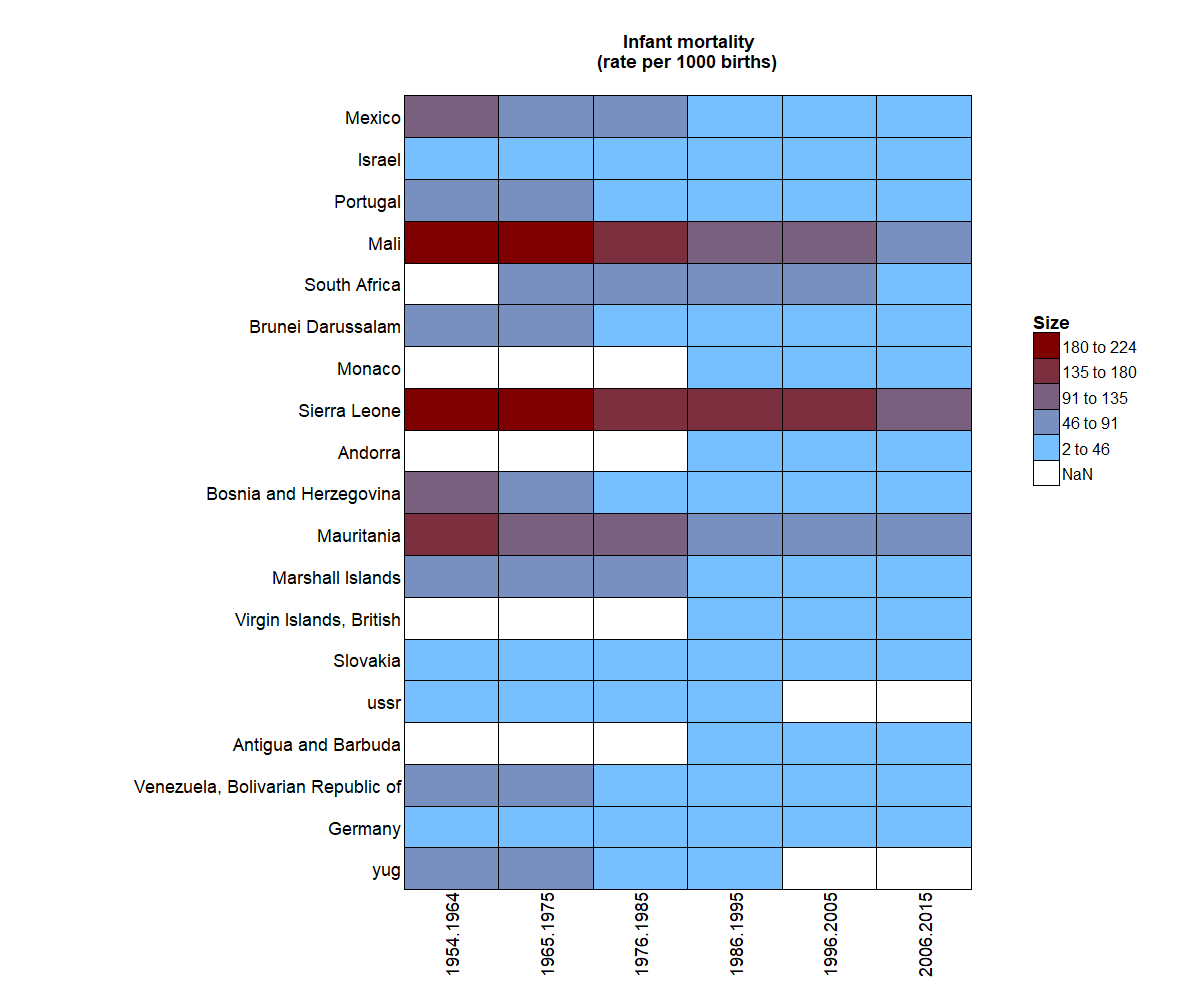 Infant mortality
(rate per 1000 births)
Mexico
Israel
Portugal
Mali
South Africa
Brunei Darussalam
Monaco
Sierra Leone
Andorra
Bosnia and Herzegovina
Mauritania
Marshall Islands
Virgin Islands, British
Slovakia
ussr
Antigua and Barbuda
Venezuela, Bolivarian Republic of
Germany
yug
1954.1964
1965.1975
1976.1985
1986.1995
1996.2005
2006.2015
Size
180 to 224
135 to 180
91 to 135
46 to 91
2 to 46
NaN